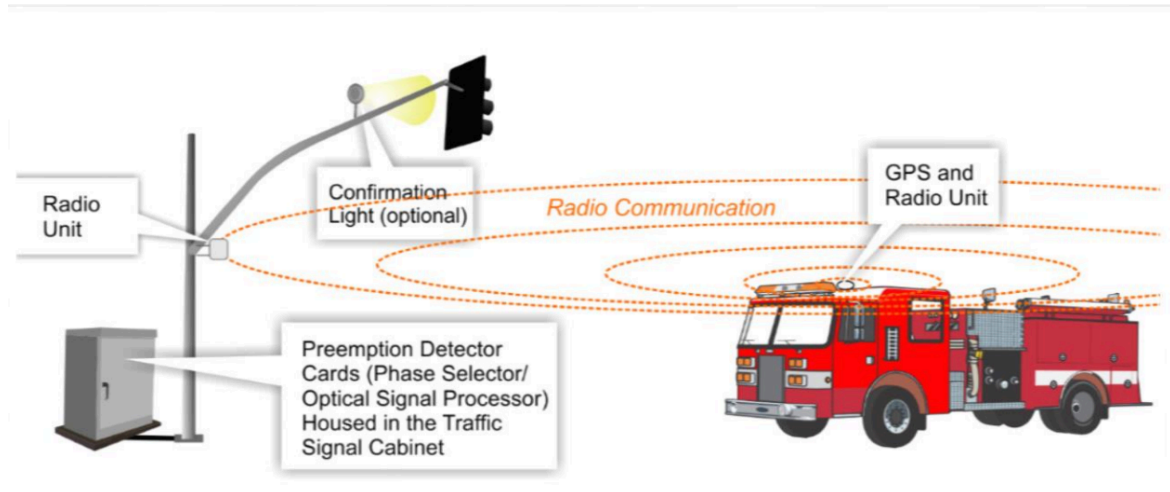 Radio
Unit
Confirmation
Light (optional)
Radio Communication
GPS and
Radio Unit
Preemption Detector
Cards (Phase Selector/
Optical Signal Processor)
Housed in the Traffic
Signal Cabinet